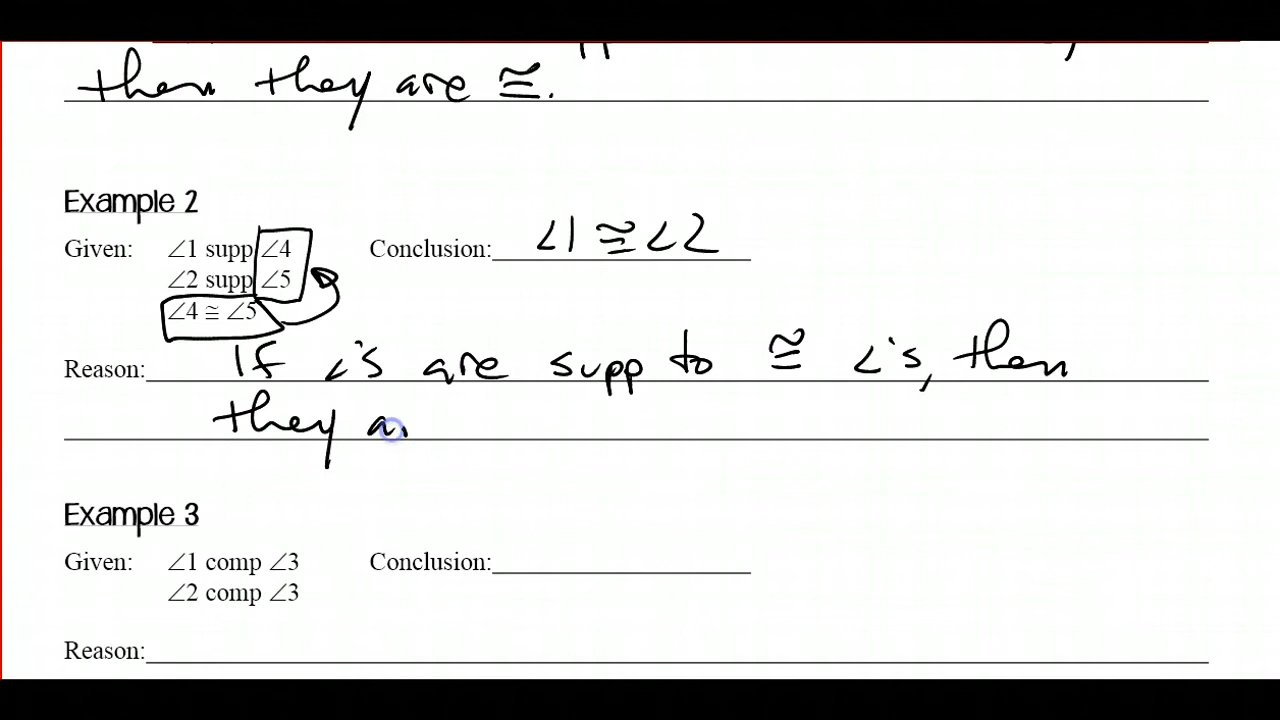 then they are ≅.
Example 2
Given: ∠1 supp ∠4 Conclusion: ∠1 ≅ ∠2
∠2 supp ∠5
∠4 ≅ ∠5
Reason: If ∠'s are supp to ≅ ∠'s, then
they a
Example 3
Given: ∠1 comp ∠3 Conclusion:
∠2 comp ∠3
Reason: